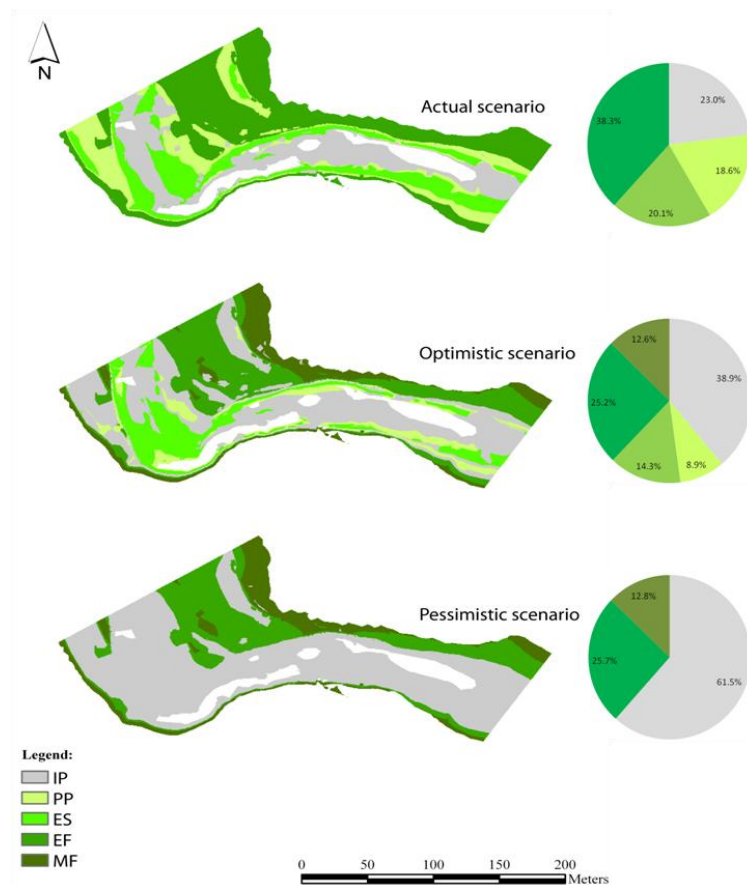 N
Actual scenario
38.3%
23.0%
18.6%
20.1%
Optimistic scenario
12.6%
38.9%
25.2%
14.3%
8.9%
Pessimistic scenario
12.8%
25.7%
61.5%
Legend:
IP
PP
ES
EF
MF
0 50 100 150 200
Meters